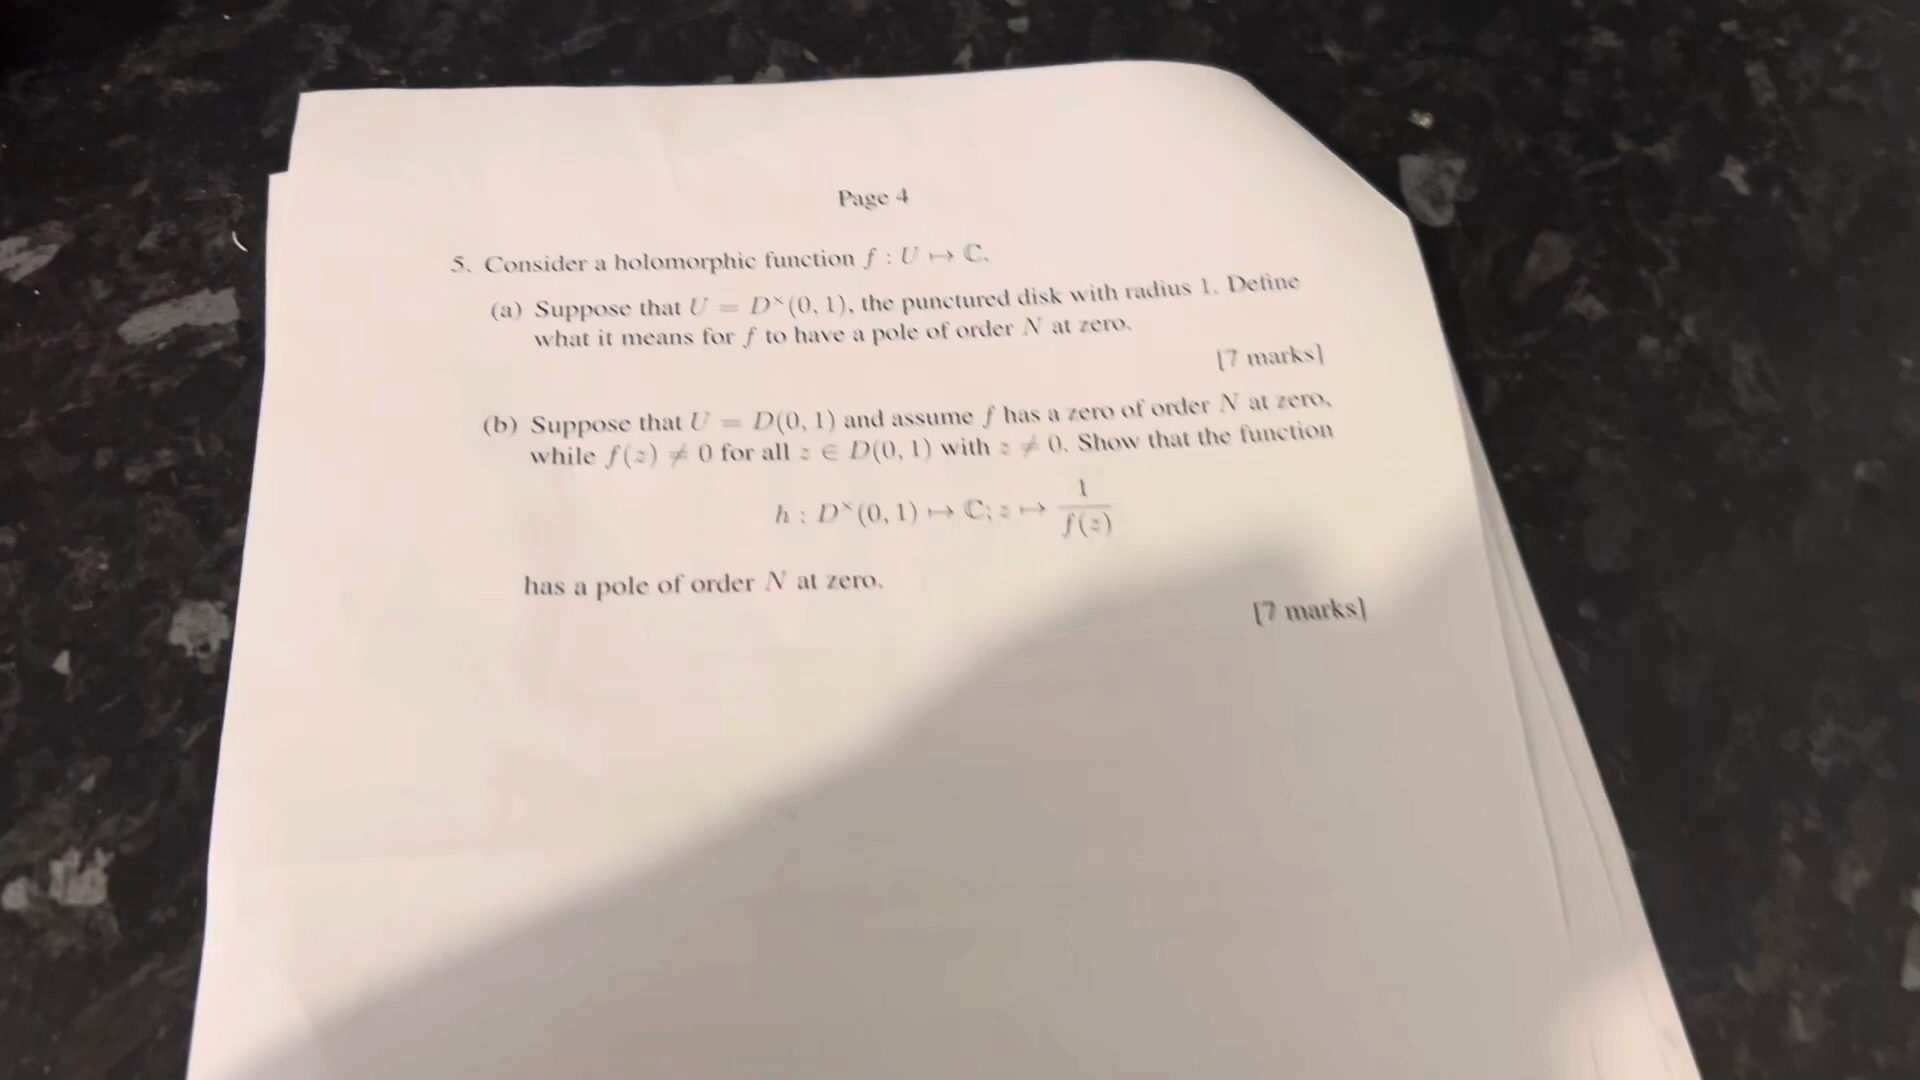 Page 4
5. Consider a holomorphic function f : U ↦ ℂ.
(a) Suppose that U = D×(0, 1), the punctured disk with radius 1. Define
what it means for f to have a pole of order N at zero.
[7 marks]
(b) Suppose that U = D(0, 1) and assume f has a zero of order N at zero,
while f(z) ≠ 0 for all z ∈ D(0, 1) with z ≠ 0. Show that the function
h : D×(0, 1) ↦ ℂ; z ↦ 1/f(z)
has a pole of order N at zero.
[7 marks]